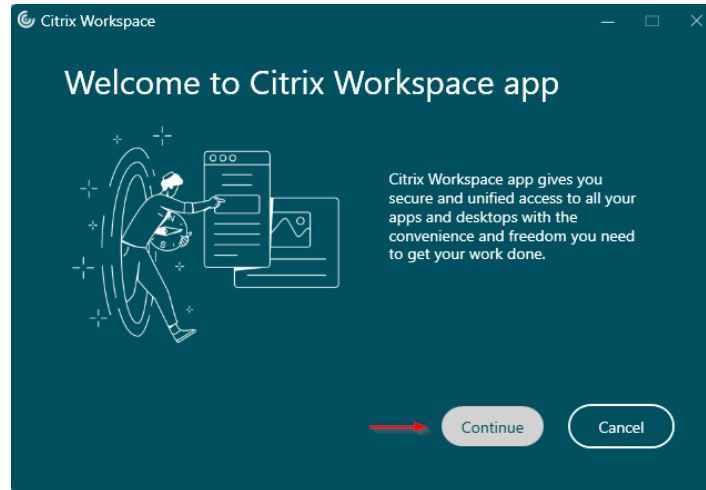 Citrix Workspace
Welcome to Citrix Workspace app
Citrix Workspace app gives you
secure and unified access to all your
apps and desktops with the
convenience and freedom you need
to get your work done.
N
S
Continue
Cancel